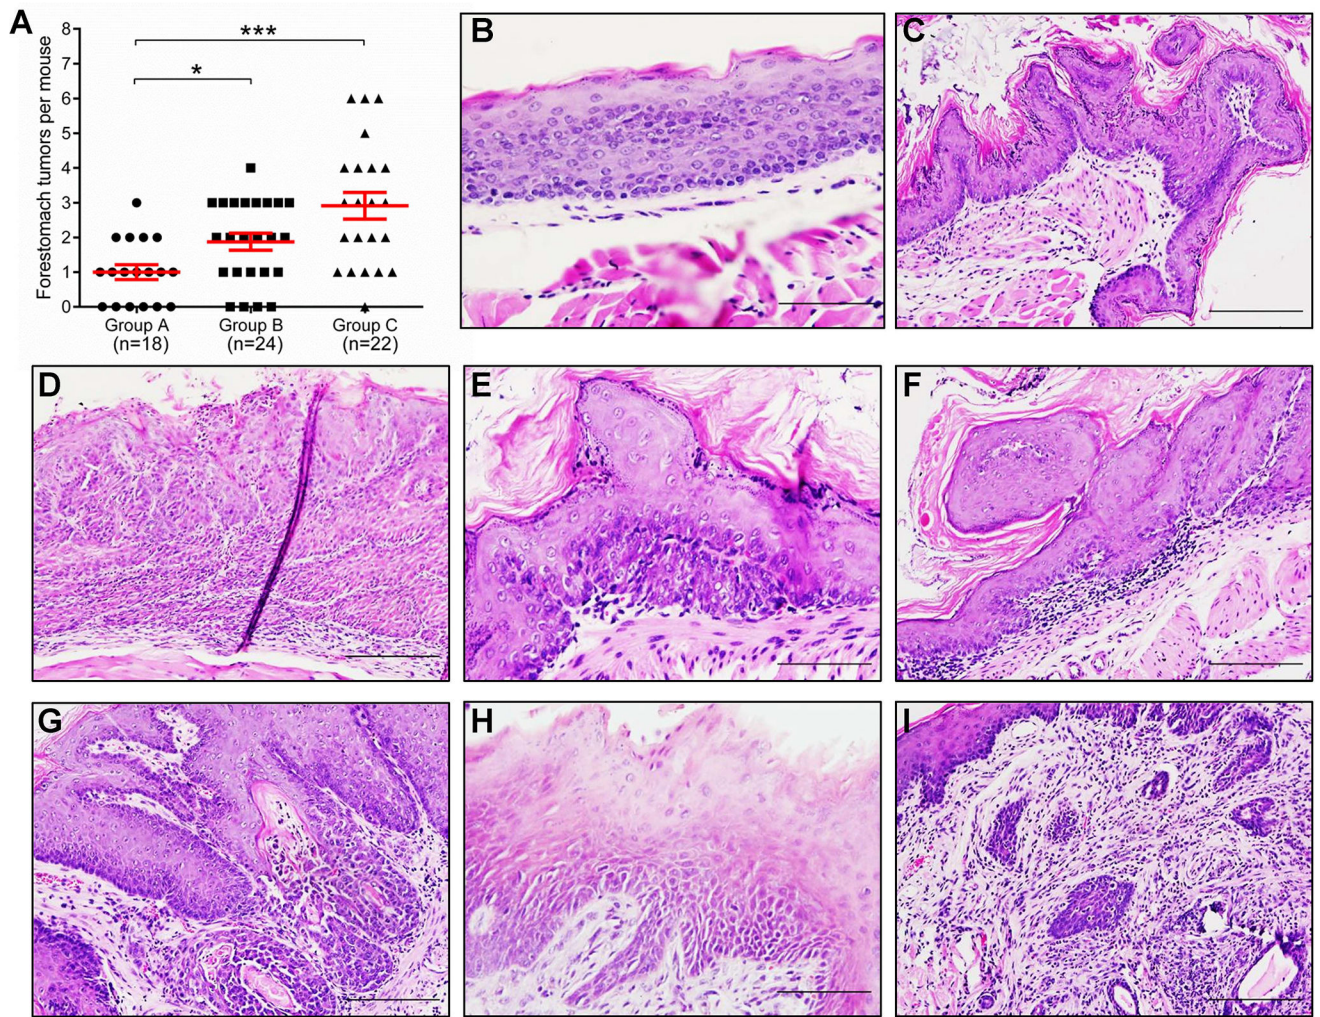 A
Forestomach tumors per mouse
8
7
6
5
4
3
2
1
0
***
*
Group A
(n=18)
Group B
(n=24)
Group C
(n=22)
B
C
D
E
F
G
H
I